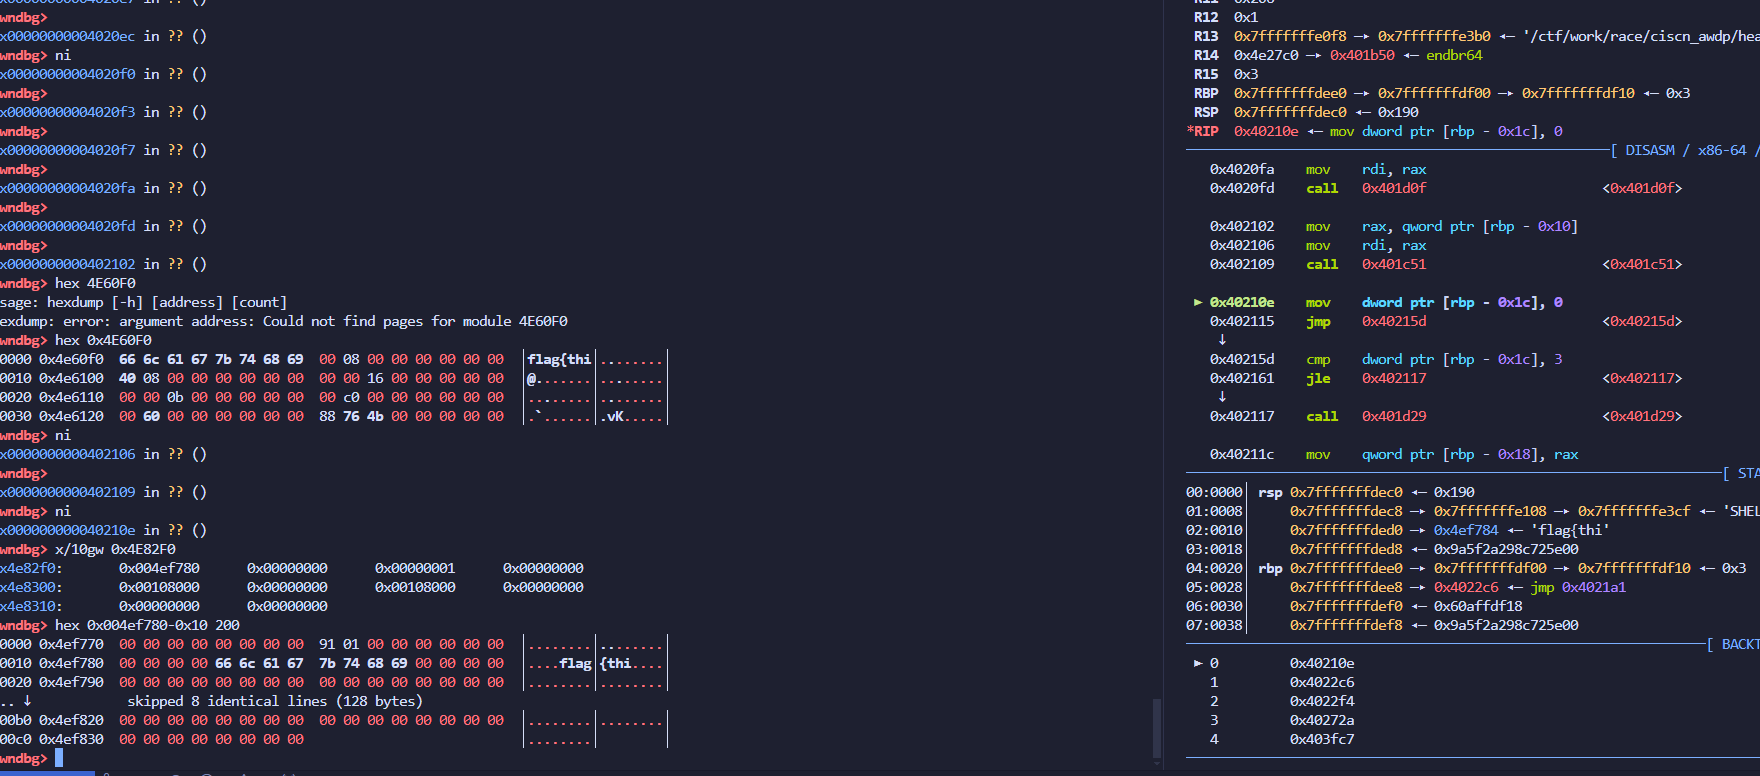 x00000000004020ec in ?? ()
wndbg>
x00000000004020ec in ?? ()
wndbg> ni
x00000000004020f0 in ?? ()
wndbg>
x00000000004020f3 in ?? ()
wndbg>
x00000000004020f7 in ?? ()
wndbg>
x00000000004020fa in ?? ()
wndbg>
x00000000004020fd in ?? ()
wndbg>
x0000000000402102 in ?? ()
wndbg> hex 4E60F0
sage: hexdump [-h] [address] [count]
exdump: error: argument address: Could not find pages for module 4E60F0
wndbg> hex 0x4E60F0
0000 0x4e60f0 66 6c 61 67 7b 74 68 69 00 08 00 00 00 00 00 00 │flag{thi│........│
0010 0x4e6100 40 08 00 00 00 00 00 00 00 00 16 00 00 00 00 00 │@.......│........│
0020 0x4e6110 00 00 0b 00 00 00 00 00 00 c0 00 00 00 00 00 00 │........│........│
0030 0x4e6120 00 60 00 00 00 00 00 00 88 76 4b 00 00 00 00 00 │.`......│.vK.....│
wndbg> ni
x0000000000402106 in ?? ()
wndbg>
x0000000000402109 in ?? ()
wndbg> ni
x000000000040210e in ?? ()
wndbg> x/10gw 0x4E82F0
x4e82f0: 0x004ef780 0x00000000 0x00000001 0x00000000
x4e8300: 0x00108000 0x00000000 0x00108000 0x00000000
x4e8310: 0x00000000 0x00000000
wndbg> hex 0x004ef780-0x10 200
0000 0x4ef770 00 00 00 00 00 00 00 00 91 01 00 00 00 00 00 00 │........│........│
0010 0x4ef780 00 00 00 00 66 6c 61 67 7b 74 68 69 00 00 00 00 │....flag│{thi....│
0020 0x4ef790 00 00 00 00 00 00 00 00 00 00 00 00 00 00 00 00 │........│........│
.. ↓ skipped 8 identical lines (128 bytes)
00b0 0x4ef820 00 00 00 00 00 00 00 00 00 00 00 00 00 00 00 00 │........│........│
00c0 0x4ef830 00 00 00 00 00 00 00 00 │........│
wndbg>
R11 0x206
R12 0x1
R13 0x7fffffffe0f8 —▸ 0x7fffffffe3b0 ◂— '/ctf/work/race/ciscn_awdp/hea
R14 0x4e27c0 —▸ 0x401b50 ◂— endbr64
R15 0x3
RBP 0x7fffffffdee0 —▸ 0x7fffffffdf00 —▸ 0x7fffffffdf10 ◂— 0x3
RSP 0x7fffffffdec0 ◂— 0x190
*RIP 0x40210e ◂— mov dword ptr [rbp - 0x1c], 0
[ DISASM / x86-64 /
0x4020fa mov rdi, rax
0x4020fd call 0x401d0f <0x401d0f>
0x402102 mov rax, qword ptr [rbp - 0x10]
0x402106 mov rdi, rax
0x402109 call 0x401c51 <0x401c51>
► 0x40210e mov dword ptr [rbp - 0x1c], 0
0x402115 jmp 0x40215d <0x40215d>
↓
0x40215d cmp dword ptr [rbp - 0x1c], 3
0x402161 jle 0x402117 <0x402117>
↓
0x402117 call 0x401d29 <0x401d29>
0x40211c mov qword ptr [rbp - 0x18], rax
[ STA
00:0000│ rsp 0x7fffffffdec0 ◂— 0x190
01:0008│ 0x7fffffffdec8 —▸ 0x7fffffffe108 —▸ 0x7fffffffe3cf ◂— 'SHEL
02:0010│ 0x7fffffffded0 —▸ 0x4ef784 ◂— 'flag{thi'
03:0018│ 0x7fffffffded8 ◂— 0x9a5f2a298c725e00
04:0020│ rbp 0x7fffffffdee0 —▸ 0x7fffffffdf00 —▸ 0x7fffffffdf10 ◂— 0x3
05:0028│ 0x7fffffffdee8 —▸ 0x4022c6 ◂— jmp 0x4021a1
06:0030│ 0x7fffffffdef0 ◂— 0x60affdf18
07:0038│ 0x7fffffffdef8 ◂— 0x9a5f2a298c725e00
[ BACKT
► 0 0x40210e
1 0x4022c6
2 0x4022f4
3 0x40272a
4 0x403fc7